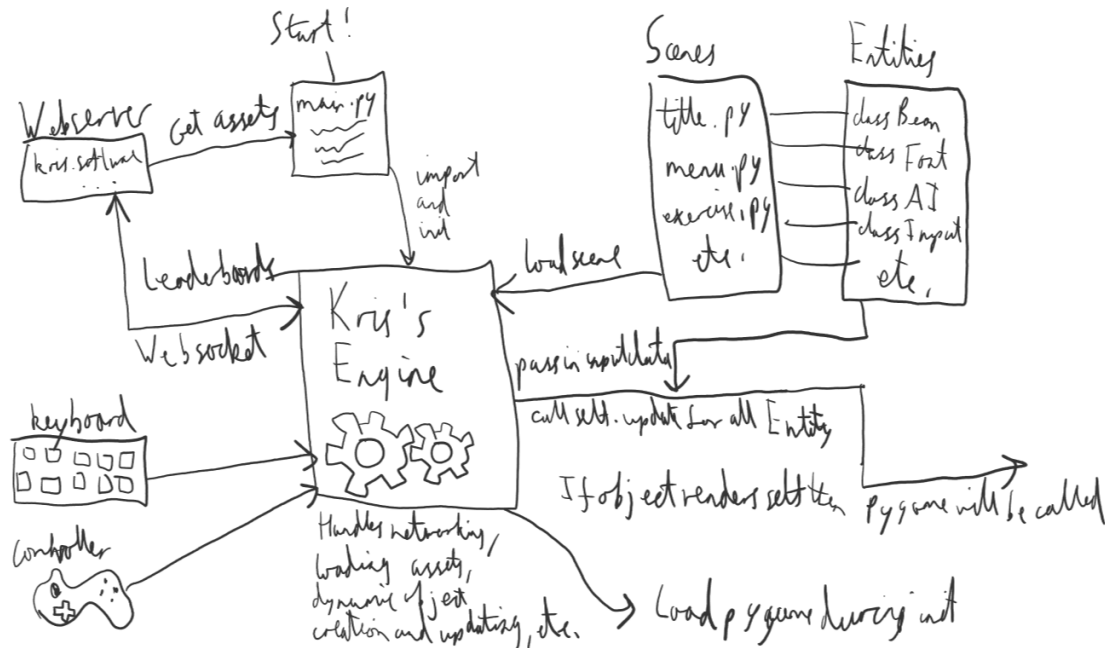 Start!
main.py
Webserver
kris.software
...
Get assets
import
and
init
Scenes
title.py
menu.py
exercise.py
etc.
Entities
class Bean
class Font
class AI
class Input
etc.
Leaderboards
Websocket
Load scene
Kris's
Engine
pass in input data
call self.update for all Entity
If object renders self then
pygame will be called
keyboard
controller
Handles networking,
loading assets,
dynamic object
creation and updating, etc.
Load pygame during init